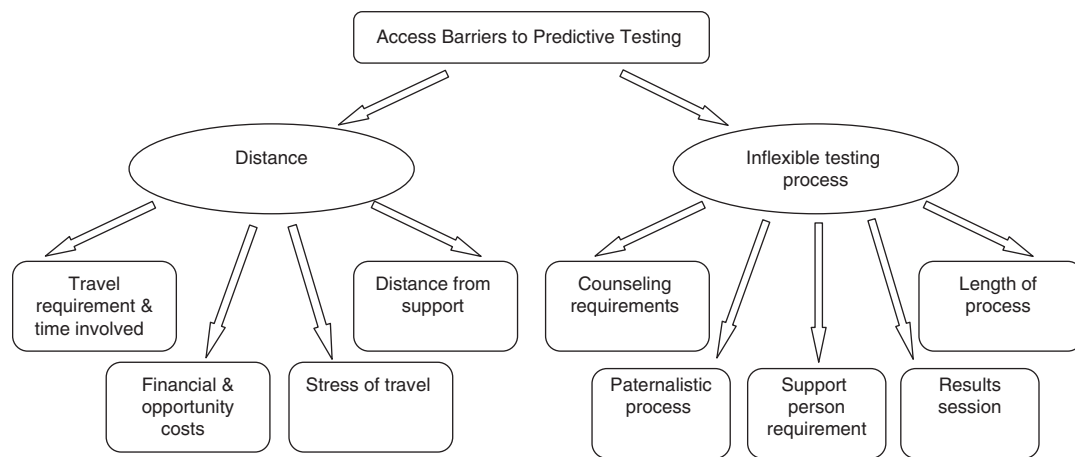 Access Barriers to Predictive Testing
Distance
Inflexible testing
process
Travel
requirement &
time involved
Financial &
opportunity
costs
Stress of travel
Distance from
support
Counseling
requirements
Paternalistic
process
Support
person
requirement
Results
session
Length of
process